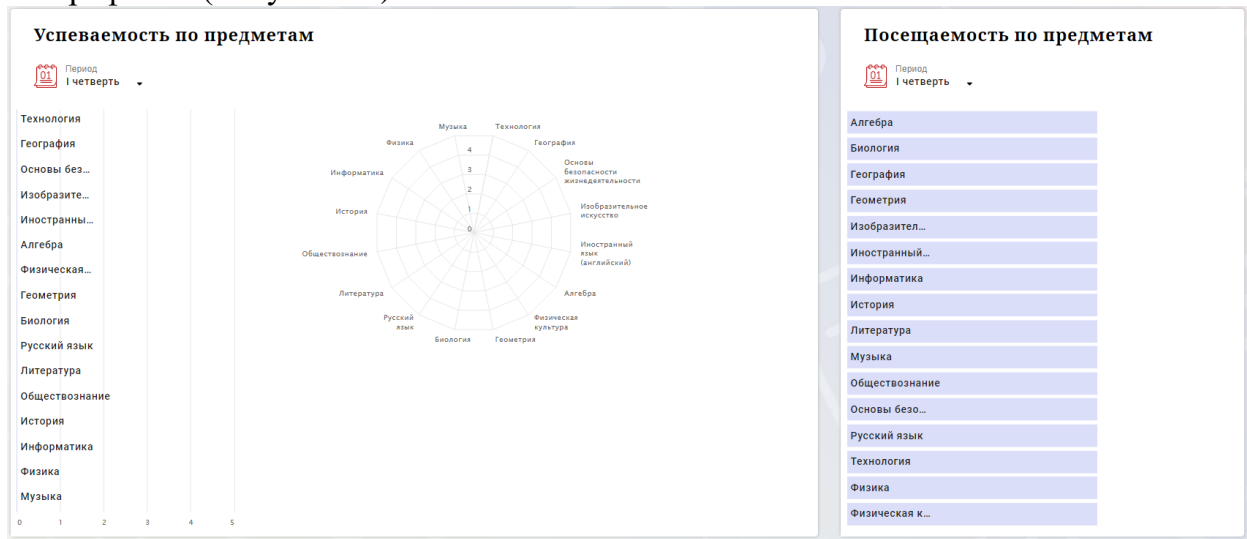 Успеваемость по предметам
01
Период
I четверть
Технология
География
Основы без...
Изобразите...
Иностранны...
Алгебра
Физическая...
Геометрия
Биология
Русский язык
Литература
Обществознание
История
Информатика
Физика
Музыка
0 1 2 3 4 5
Музыка
Технология
География
Основы
безопасности
жизнедеятельности
Изобразительное
искусство
Иностранный
язык
(английский)
Алгебра
Физическая
культура
Геометрия
Биология
Русский
язык
Литература
Обществознание
История
Информатика
Физика
4
3
2
1
0
Посещаемость по предметам
01
Период
I четверть
Алгебра
Биология
География
Геометрия
Изобразител...
Иностранный...
Информатика
История
Литература
Музыка
Обществознание
Основы безо...
Русский язык
Технология
Физика
Физическая к...